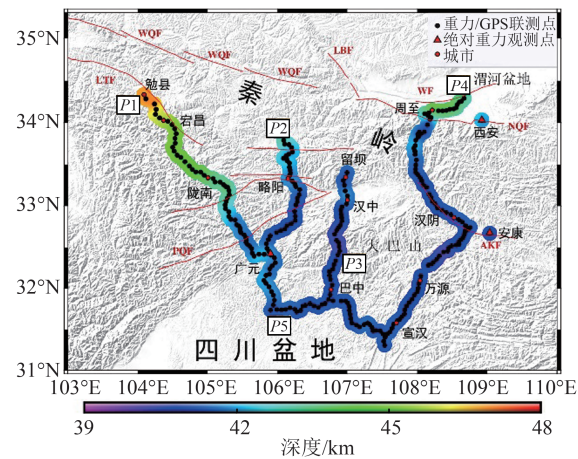 35°N
34°N
33°N
32°N
31°N
103°E
104°E
105°E
106°E
107°E
108°E
109°E
110°E
重力/GPS联测点
绝对重力观测点
城市
WQF
WQF
WQF
LBF
LTF
WF
NQF
PQF
AKF
P1
P2
P3
P4
P5
勉县
宕昌
陇南
广元
略阳
留坝
汉中
巴中
周至
渭河盆地
西安
汉阴
安康
大巴山
万源
宣汉
秦
岭
四川盆地
39
42
45
48
深度/km